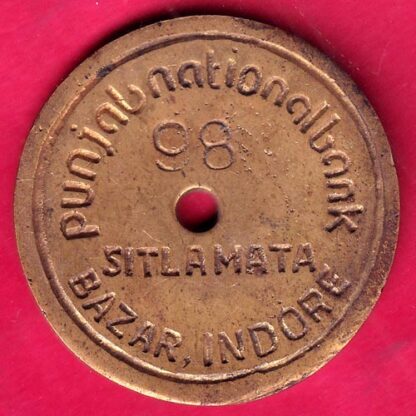 punjab national bank
98
SITLAMATA
BAZAR, INDORE